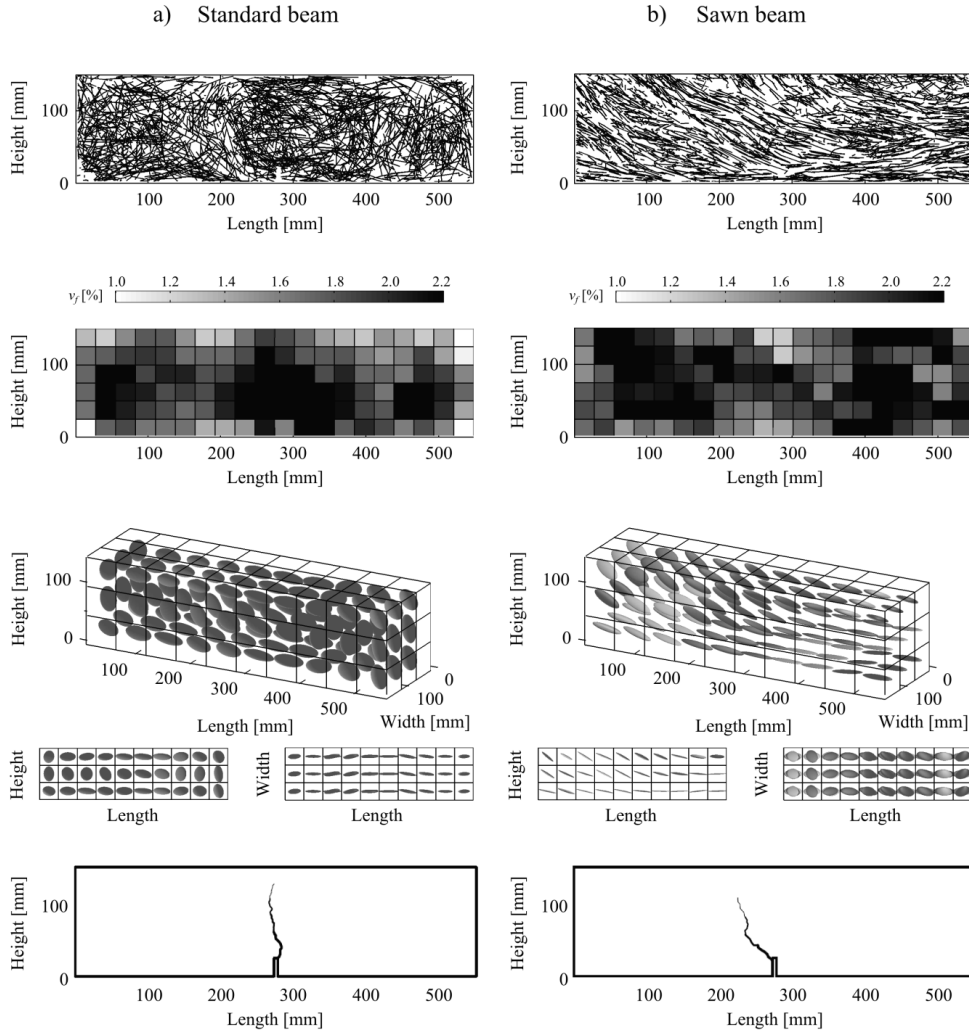 a) Standard beam
b) Sawn beam
Height [mm]
100
0
100 200 300 400 500
Length [mm]
Height [mm]
100
0
100 200 300 400 500
Length [mm]
vf [%]
1.0 1.2 1.4 1.6 1.8 2.0 2.2
Height [mm]
100
0
100 200 300 400 500
Length [mm]
vf [%]
1.0 1.2 1.4 1.6 1.8 2.0 2.2
Height [mm]
100
0
100 200 300 400 500
Length [mm]
Height [mm]
100
0
100
200
300
400
500
Length [mm]
0
100
Width [mm]
Height [mm]
100
0
100
200
300
400
500
Length [mm]
0
100
Width [mm]
Height
Length
Width
Length
Height
Length
Width
Length
Height [mm]
100
0
100 200 300 400 500
Length [mm]
Height [mm]
100
0
100 200 300 400 500
Length [mm]